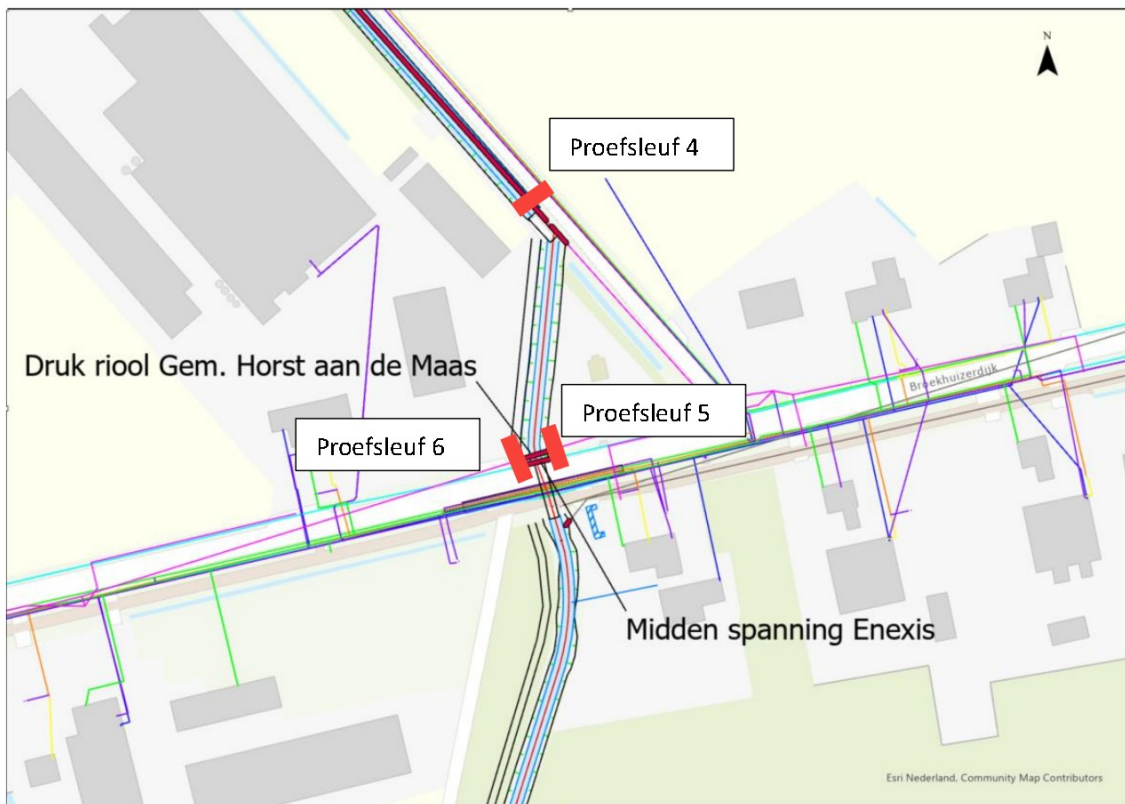 N
Proefsleuf 4
Druk riool Gem. Horst aan de Maas
Broekhuizerdijk
Proefsleuf 5
Proefsleuf 6
Midden spanning Enexis
Esri Nederland, Community Map Contributors